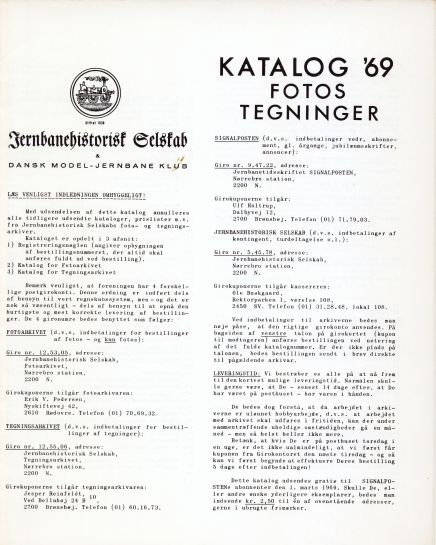 KATALOG '69
FOTOS
TEGNINGER
Stiftet 1938
Jernbanehistorisk Selskab
&
DANSK MODEL-JERNBANE KLUB
LÆS VENLIGST INDLEDNINGEN OMHYGGELIGT!
Med udsendelsen af dette katalog annulleres
alle tidligere udsendte kataloger, prislister m.v.
fra Jernbanehistorisk Selskabs foto- og tegnings-
arkiver.
Kataloget er opdelt i 3 afsnit:
1) Registreringsnøglen (angiver opbygningen
af bestillingsnummeret, der altid skal
anføres fuldt ud ved bestilling).
2) Katalog for Fotoarkivet
3) Katalog for Tegningsarkivet
Bemærk venligst, at foreningen har 4 forskel-
lige postgirokonti. Denne ordning er indført dels
af hensyn til vort regnskabssystem, men - og det er
nok så væsentligt - dels af hensyn til at opnå den
hurtigste og mest korrekte levering af bestillin-
ger. De 4 gironumre bedes benyttet som følger:
FOTOARKIVET (d.v.s. indbetalinger for bestillinger
af fotos - og kun fotos):
Giro nr. 12.53.05, adresse:
Jernbanehistorisk Selskab,
Fotoarkivet,
Nørrebro station,
2200 N.
Girokuponerne tilgår fotoarkivaren:
Erik V. Pedersen,
Nyskiftevej 42,
2610 Rødovre. Telefon (01) 70.69.32.
TEGNINGSARKIVET (d.v.s. indbetalinger for bestil-
linger af tegninger):
Giro nr. 12.55.00, adresse:
Jernbanehistorisk Selskab,
Tegningsarkivet,
Nørrebro station,
2200 N.
Girokuponerne tilgår tegningsarkivaren:
Jesper Reinfeldt,
Ved Bellahøj 24 B 10
2700 Brønshøj. Telefon (01) 60.16.73.
SIGNALPOSTEN (d.v.s. indbetalinger vedr. abonne-
ment, gl. årgange, jubilæumsskrifter,
annoncer):
Giro nr. 9.47.22, adresse:
Jernbanetidsskriftet SIGNALPOSTEN,
Nørrebro station,
2200 N.
Girokuponerne tilgår:
Ulf Holtrup,
Dalbyvej 12,
2700 Brønshøj. Telefon (01) 71.79.03.
JERNBANEHISTORISK SELSKAB (d.v.s. indbetalinger af
kontingent, turdeltagelse o.l.):
Giro nr. 5.45.78, adresse:
Jernbanehistorisk Selskab,
Nørrebro station,
2200 N.
Girokuponerne tilgår kassereren:
Ole Buskgaard,
Rektorparken 1, værelse 108,
2450 SV. Telefon (01) 31.28.48, lokal 108.
Ved indbetalinger til arkiverne bedes man
nøje påse, at den rigtige girokonto anvendes. På
bagsiden af venstre talon på girokortet (kupon
til modtageren) anføres bestillingen ved notering
af det fulde katalognummer. Er der ikke plads på
talonen, bedes bestillingen sendt i brev direkte
til pågældende arkivar.
LEVERINGSTID: Vi bestræber os alle på at nå frem
til den kortest mulige leveringstid. Normalen skul-
le gerne være, at De - senest 14 dage efter, at De
har været på posthuset - har varen i hånden.
De bedes dog forstå, at da arbejdet i arki-
verne er ulønnet hobbyarbejde, d.v.s. at arbejdet
med arkivet skal udføres i fritiden, kan der under
sammentræffende uheldige omstændigheder gå en må-
ned - men så helst heller ikke mere.
Betænk, at hvis De er på posthuset torsdag i
en uge, er det ikke ualmindeligt, at vi først får
kuponen fra Girokontoret den næste tirsdag - og så
kan vi først begynde at effektuere Deres bestilling
5 dage efter indbetalingen!
Dette katalog udsendes gratis til SIGNALPO-
STENs abonnenter den 1. marts 1969. Skulle De, el-
ler andre ønske yderligere eksemplarer, bedes man
indsende kr. 2,50 til én af ovenstående adresser,
gerne i ubrugte frimærker.